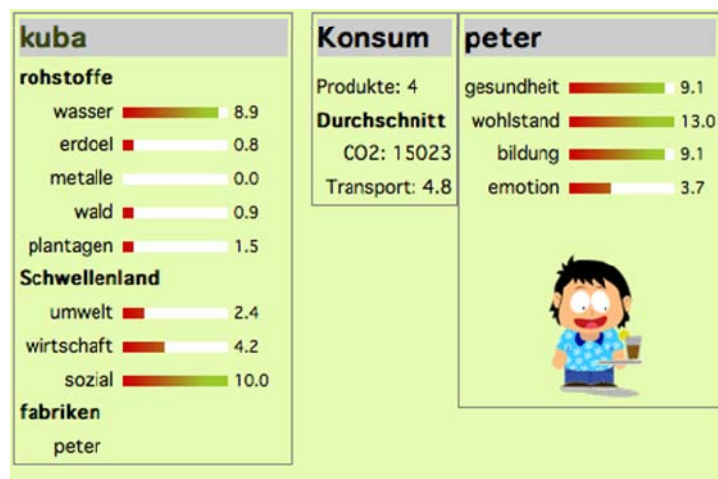 kuba
rohstoffe
wasser 8.9
erdoel 0.8
metalle 0.0
wald 0.9
plantagen 1.5
Schwellenland
umwelt 2.4
wirtschaft 4.2
sozial 10.0
fabriken
peter
Konsum
Produkte: 4
Durchschnitt
CO2: 15023
Transport: 4.8
peter
gesundheit 9.1
wohlstand 13.0
bildung 9.1
emotion 3.7